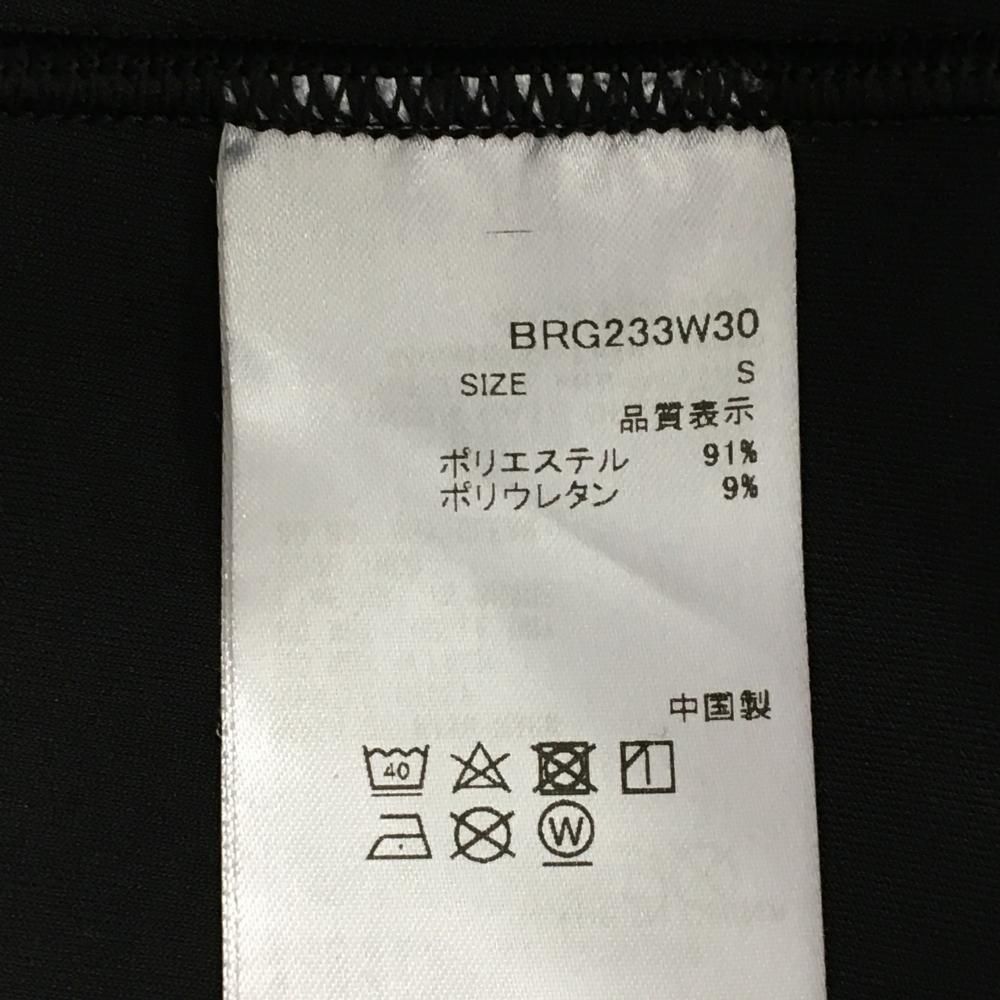 BRG233W30
SIZE S
品質表示
ポリエステル 91%
ポリウレタン 9%
中国製
40
W